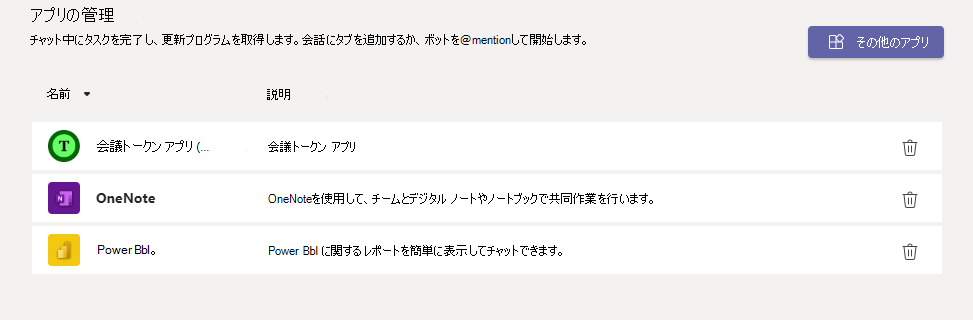 アプリの管理
チャット中にタスクを完了し、更新プログラムを取得します。会話にタブを追加するか、ボットを@mentionして開始します。
その他のアプリ
名前 説明
T 会議トークン アプリ (... 会議トークン アプリ
N OneNote OneNoteを使用して、チームとデジタル ノートやノートブックで共同作業を行います。
Power BbI。 Power BbI に関するレポートを簡単に表示してチャットできます。